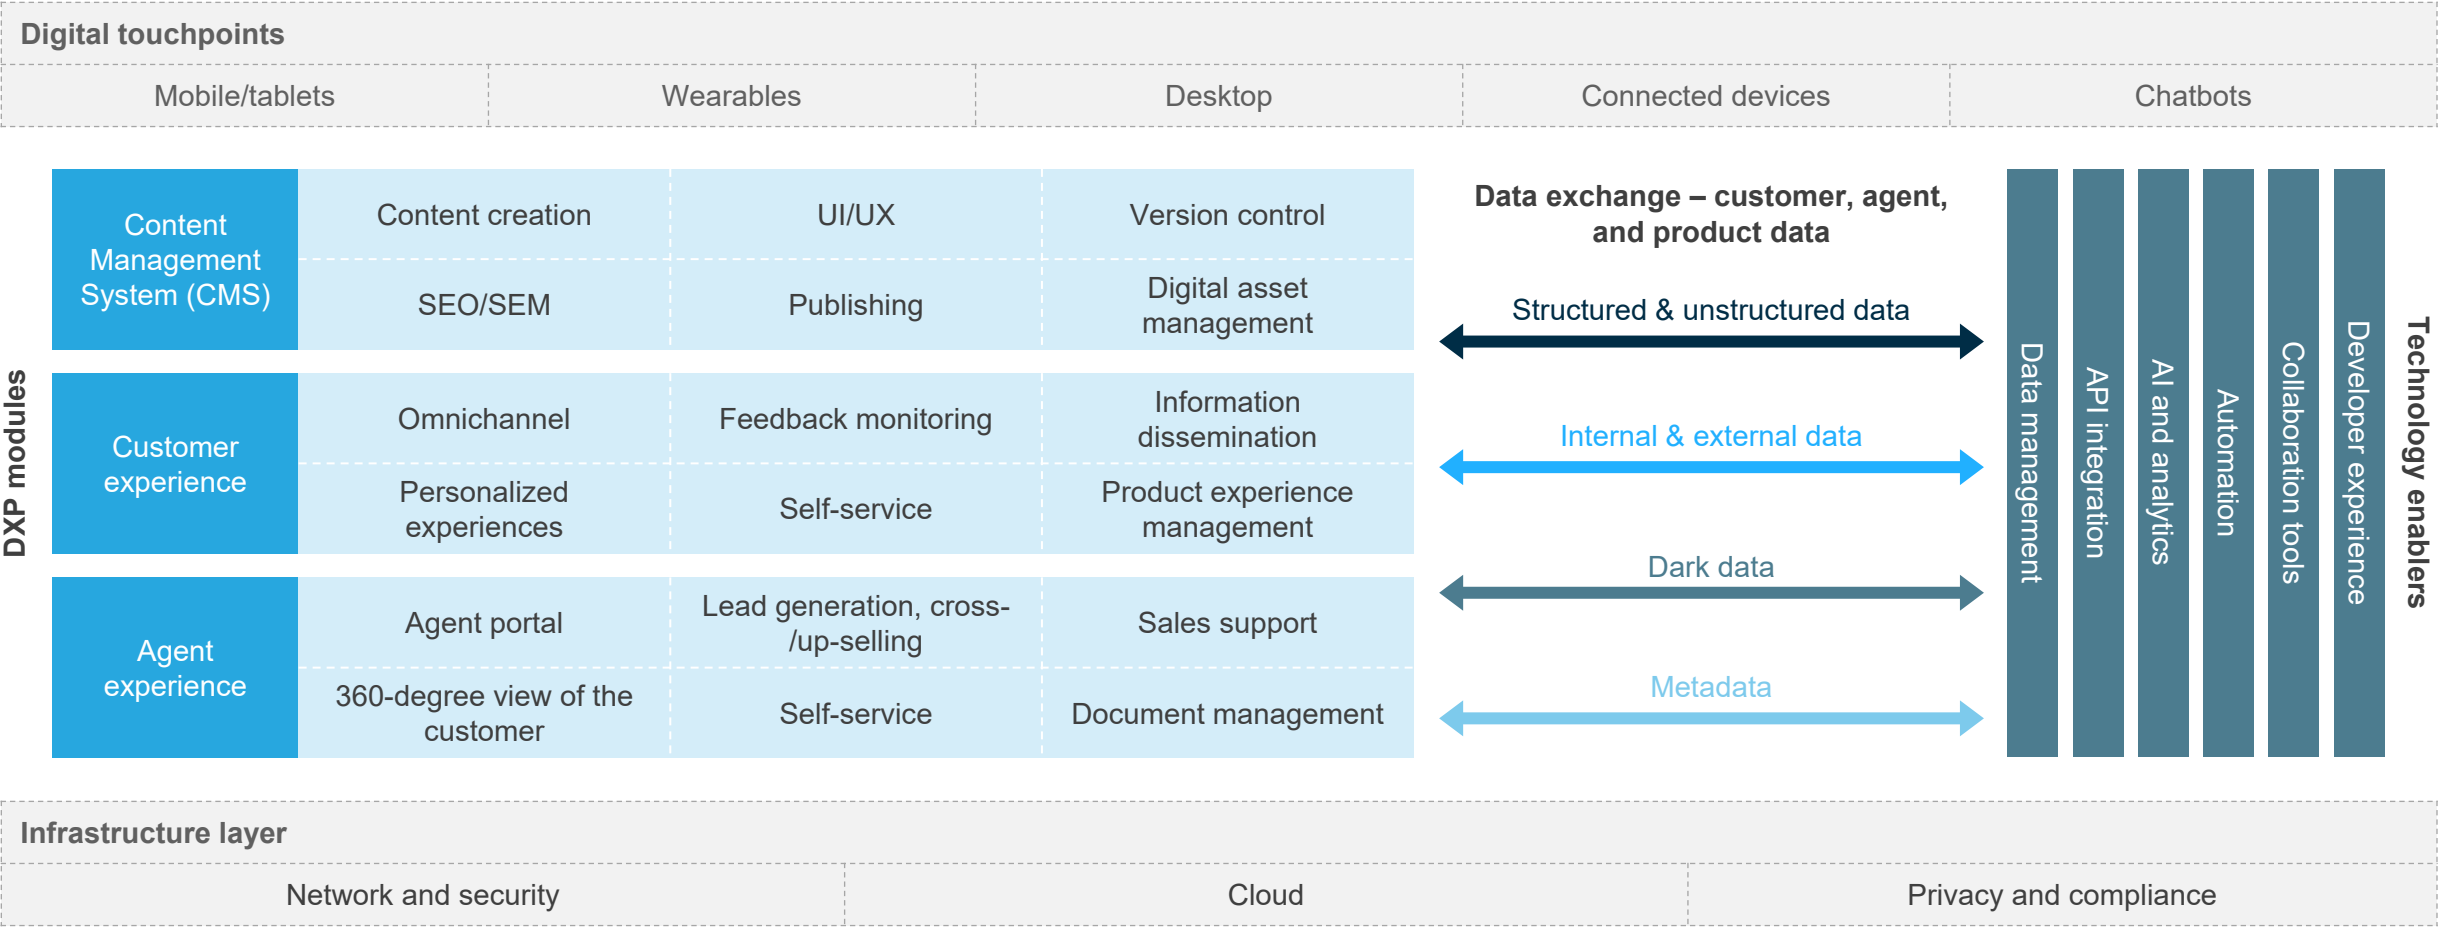 Digital touchpoints
Mobile/tablets
Wearables
Desktop
Connected devices
Chatbots
DXP modules
Content
Management
System (CMS)
Content creation
UI/UX
Version control
SEO/SEM
Publishing
Digital asset
management
Customer
experience
Omnichannel
Feedback monitoring
Information
dissemination
Personalized
experiences
Self-service
Product experience
management
Agent
experience
Agent portal
Lead generation, cross-
/up-selling
Sales support
360-degree view of the
customer
Self-service
Document management
Data exchange – customer, agent,
and product data
Structured & unstructured data
Internal & external data
Dark data
Metadata
Data management
API integration
AI and analytics
Automation
Collaboration tools
Developer experience
Technology enablers
Infrastructure layer
Network and security
Cloud
Privacy and compliance